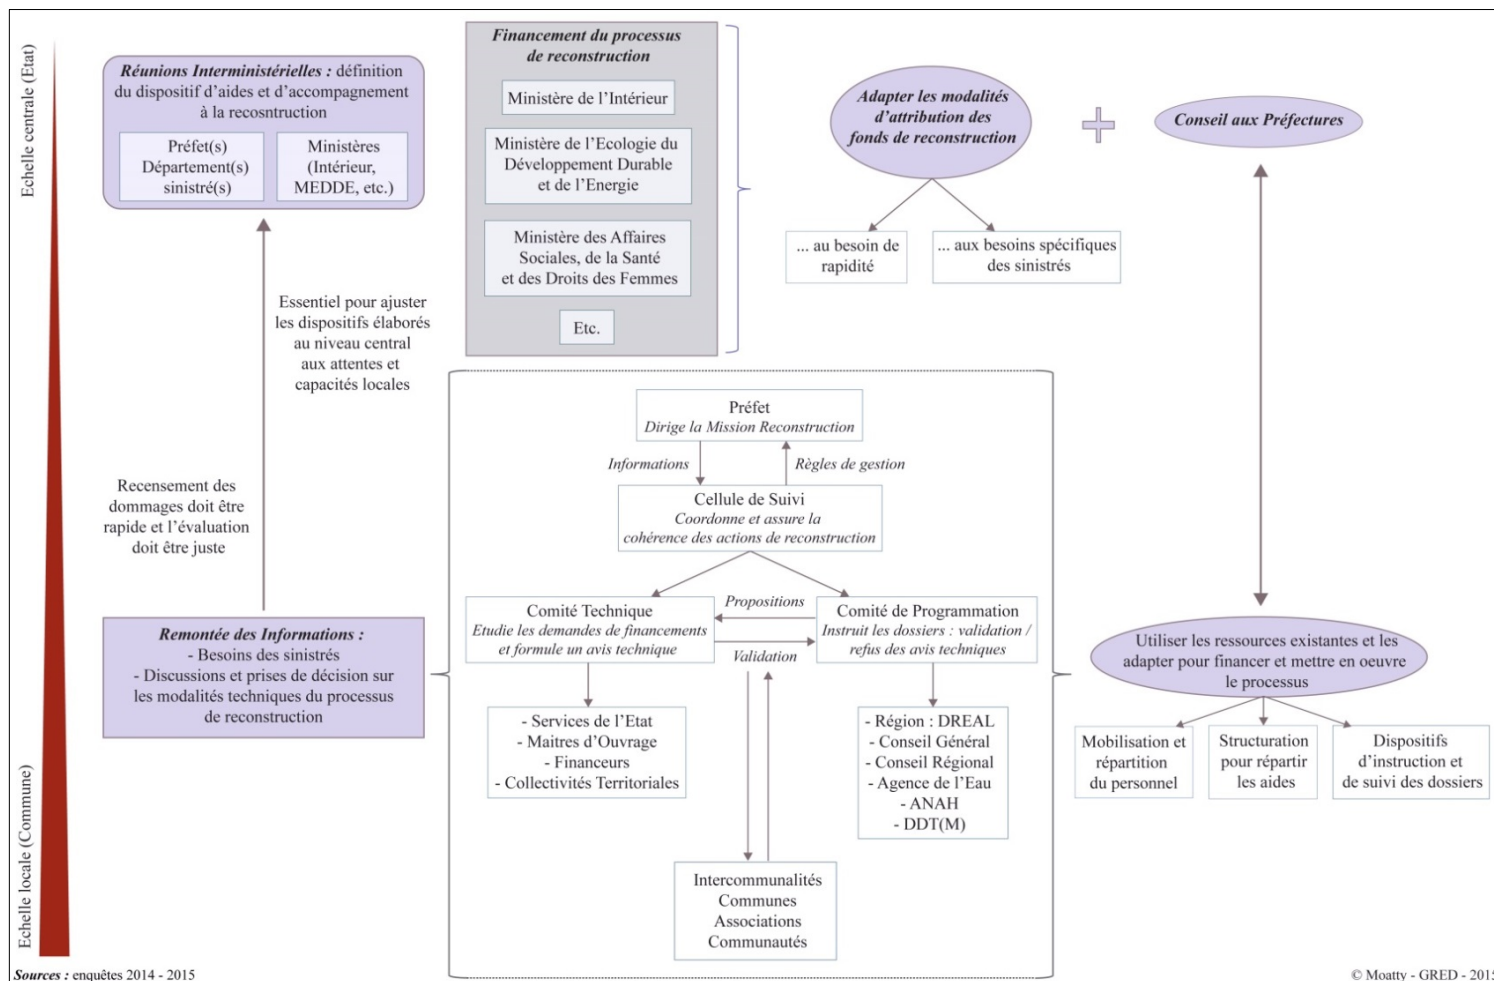 Echelle centrale (Etat)
Réunions Interministérielles : définition
du dispositif d'aides et d'accompagnement
à la recosntruction
Préfet(s)
Département(s)
sinistré(s)
Ministères
(Intérieur,
MEDDE, etc.)
Financement du processus
de reconstruction
Ministère de l'Intérieur
Ministère de l'Ecologie du
Développement Durable
et de l'Energie
Ministère des Affaires
Sociales, de la Santé
et des Droits des Femmes
Etc.
Adapter les modalités
d'attribution des
fonds de reconstruction
+
Conseil aux Préfectures
... au besoin de
rapidité
... aux besoins spécifiques
des sinistrés
Essentiel pour ajuster
les dispositifs élaborés
au niveau central
aux attentes et
capacités locales
Recensement des
dommages doit être
rapide et l'évaluation
doit être juste
Préfet
Dirige la Mission Reconstruction
Informations
Règles de gestion
Cellule de Suivi
Coordonne et assure la
cohérence des actions de reconstruction
Remontée des Informations :
- Besoins des sinistrés
- Discussions et prises de décision sur
les modalités techniques du processus
de reconstruction
Comité Technique
Etudie les demandes de financements
et formule un avis technique
Propositions
Validation
Comité de Programmation
Instruit les dossiers : validation /
refus des avis techniques
- Services de l'Etat
- Maitres d'Ouvrage
- Financeurs
- Collectivités Territoriales
- Région : DREAL
- Conseil Général
- Conseil Régional
- Agence de l'Eau
- ANAH
- DDT(M)
Intercommunalités
Communes
Associations
Communautés
Utiliser les ressources existantes et les
adapter pour financer et mettre en oeuvre
le processus
Mobilisation et
répartition
du personnel
Structuration
pour répartir
les aides
Dispositifs
d'instruction et
de suivi des dossiers
Echelle locale (Commune)
Sources : enquêtes 2014 - 2015
© Moatty - GRED - 2015